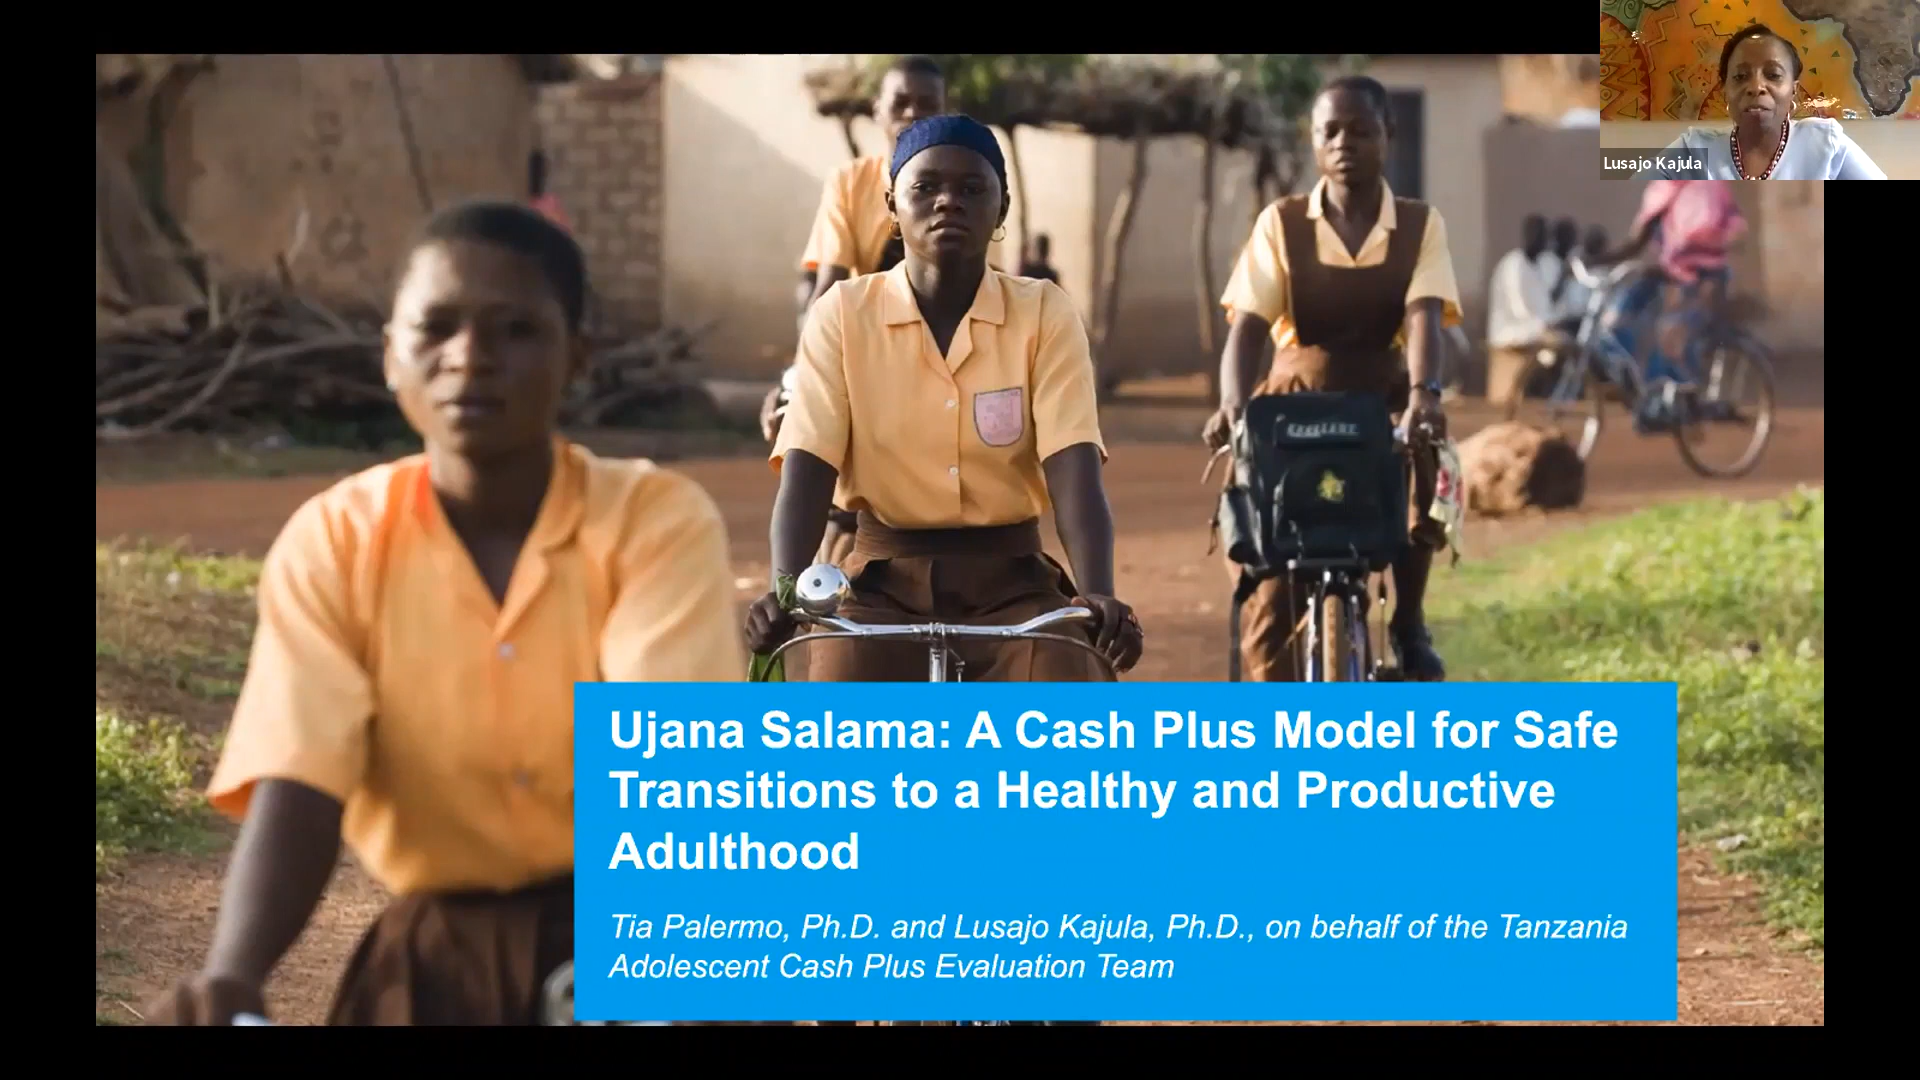 Lusajo Kajula
Ujana Salama: A Cash Plus Model for Safe
Transitions to a Healthy and Productive
Adulthood
Tia Palermo, Ph.D. and Lusajo Kajula, Ph.D., on behalf of the Tanzania
Adolescent Cash Plus Evaluation Team